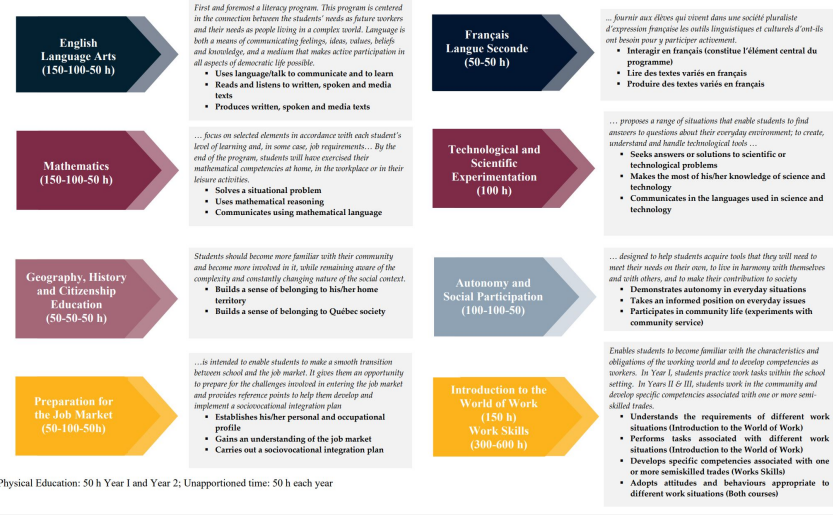 English
Language Arts
(150-100-50 h)
First and foremost a literacy program. This program is centered
in the connection between the students' needs as future workers
and their needs as people living in a complex world. Language is
both a means of communicating feelings, ideas, values, beliefs
and knowledge, and a medium that makes active participation in
all aspects of democratic life possible.
▪ Uses language/talk to communicate and to learn
▪ Reads and listens to written, spoken and media
texts
▪ Produces written, spoken and media texts
Français
Langue Seconde
(50-50 h)
... fournir aux élèves qui vivent dans une société pluraliste
d'expression française les outils linguistiques et culturels d'ont-ils
ont besoin pour y participer activement.
▪ Interagir en français (constitue l'élément central du
programme)
▪ Lire des textes variés en français
▪ Produire des textes variés en français
Mathematics
(150-100-50 h)
… focus on selected elements in accordance with each student's
level of learning and, in some case, job requirements… By the
end of the program, students will have exercised their
mathematical competencies at home, in the workplace or in their
leisure activities.
▪ Solves a situational problem
▪ Uses mathematical reasoning
▪ Communicates using mathematical language
Technological and
Scientific
Experimentation
(100 h)
… proposes a range of situations that enable students to find
answers to questions about their everyday environment; to create,
understand and handle technological tools …
▪ Seeks answers or solutions to scientific or
technological problems
▪ Makes the most of his/her knowledge of science and
technology
▪ Communicates in the languages used in science and
technology
Geography, History
and Citizenship
Education
(50-50-50 h)
Students should become more familiar with their community
and become more involved in it, while remaining aware of the
complexity and constantly changing nature of the social context.
▪ Builds a sense of belonging to his/her home
territory
▪ Builds a sense of belonging to Québec society
Autonomy and
Social Participation
(100-100-50)
… designed to help students acquire tools that they will need to
meet their needs on their own, to live in harmony with themselves
and with others, and to make their contribution to society
▪ Demonstrates autonomy in everyday situations
▪ Takes an informed position on everyday issues
▪ Participates in community life (experiments with
community service)
Preparation for
the Job Market
(50-100-50h)
…is intended to enable students to make a smooth transition
between school and the job market. It gives them an opportunity
to prepare for the challenges involved in entering the job market
and provides reference points to help them develop and
implement a sociovocational integration plan
▪ Establishes his/her personal and occupational
profile
▪ Gains an understanding of the job market
▪ Carries out a sociovocational integration plan
Introduction to the
World of Work
(150 h)
Work Skills
(300-600 h)
Enables students to become familiar with the characteristics and
obligations of the working world and to develop competencies as
workers. In Year I, students practice work tasks within the school
setting. In Years II & III, students work in the community and
develop specific competencies associated with one or more semi-
skilled trades.
▪ Understands the requirements of different work
situations (Introduction to the World of Work)
▪ Performs tasks associated with different work
situations (Introduction to the World of Work)
▪ Develops specific competencies associated with one
or more semiskilled trades (Works Skills)
▪ Adopts attitudes and behaviours appropriate to
different work situations (Both courses)
Physical Education: 50 h Year I and Year 2; Unapportioned time: 50 h each year